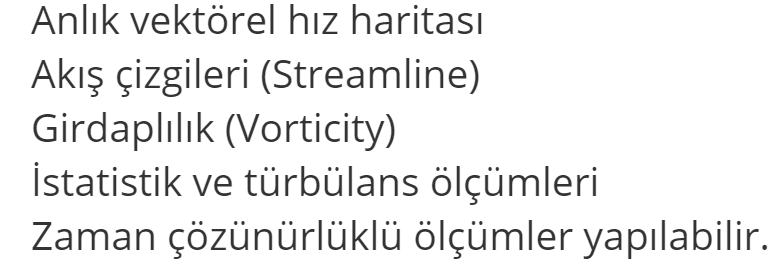 Anlık vektörel hız haritası
Akış çizgileri (Streamline)
Girdaplılık (Vorticity)
İstatistik ve türbülans ölçümleri
Zaman çözünürlüklü ölçümler yapılabilir.